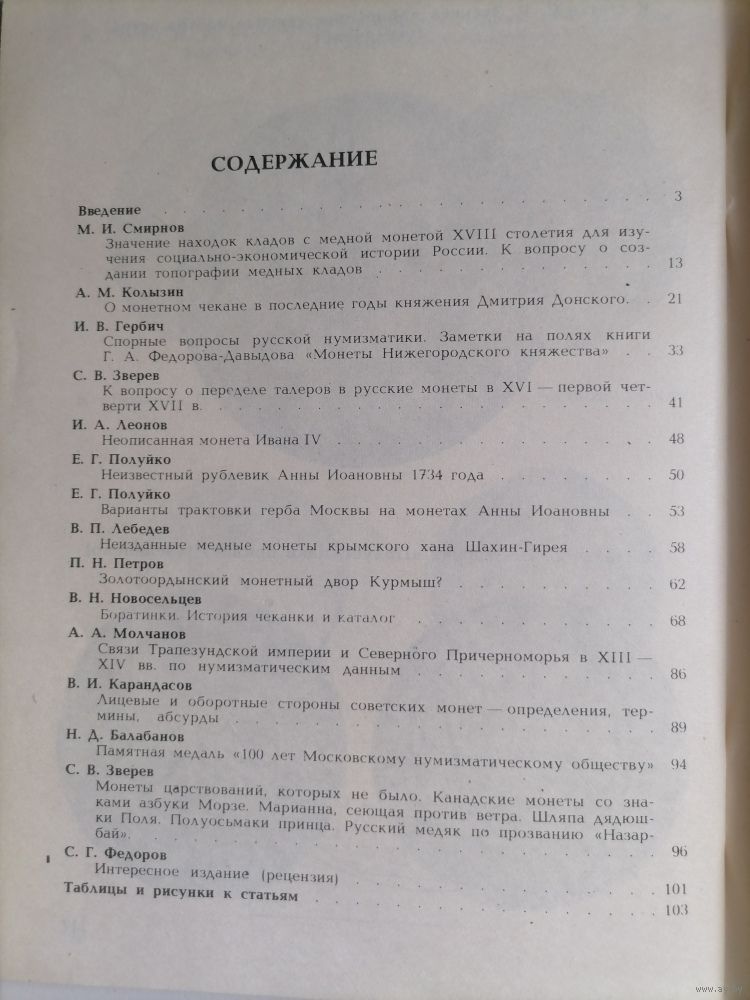 СОДЕРЖАНИЕ
Введение . . . . . . . . . . . . . . . . . . . . . 3
М. И. Смирнов
Значение находок кладов с медной монетой XVIII столетия для изу-
чения социально-экономической истории России. К вопросу о соз-
дании топографии медных кладов . . . . . . . . . . . . 13
А. М. Колызин
О монетном чекане в последние годы княжения Дмитрия Донского. . 21
И. В. Гербич
Спорные вопросы русской нумизматики. Заметки на полях книги
Г. А. Федорова-Давыдова «Монеты Нижегородского княжества» . . 33
С. В. Зверев
К вопросу о переделе талеров в русские монеты в XVI — первой чет-
верти XVII в. . . . . . . . . . . . . . . . . . . . 41
И. А. Леонов
Неописанная монета Ивана IV . . . . . . . . . . . . . 48
Е. Г. Полуйко
Неизвестный рублевик Анны Иоановны 1734 года . . . . . . . 50
Е. Г. Полуйко
Варианты трактовки герба Москвы на монетах Анны Иоановны . . 53
В. П. Лебедев
Неизданные медные монеты крымского хана Шахин-Гирея . . . . 58
П. Н. Петров
Золотоордынский монетный двор Курмыш? . . . . . . . . . 62
В. Н. Новосельцев
Боратинки. История чеканки и каталог . . . . . . . . . . 68
А. А. Молчанов
Связи Трапезундской империи и Северного Причерноморья в XIII —
XIV вв. по нумизматическим данным . . . . . . . . . . . 86
В. И. Карандасов
Лицевые и оборотные стороны советских монет — определения, тер-
мины, абсурды . . . . . . . . . . . . . . . . . . 89
Н. Д. Балабанов
Памятная медаль «100 лет Московскому нумизматическому обществу» 94
С. В. Зверев
Монеты царствований, которых не было. Канадские монеты со зна-
ками азбуки Морзе. Марианна, сеющая против ветра. Шляпа дядюш-
ки Поля. Полуосьмаки принца. Русский медяк по прозванию «Назар-
бай». . . . . . . . . . . . . . . . . . . . . . 96
С. Г. Федоров
Интересное издание (рецензия) . . . . . . . . . . . . . 101
Таблицы и рисунки к статьям . . . . . . . . . . . . . . 103